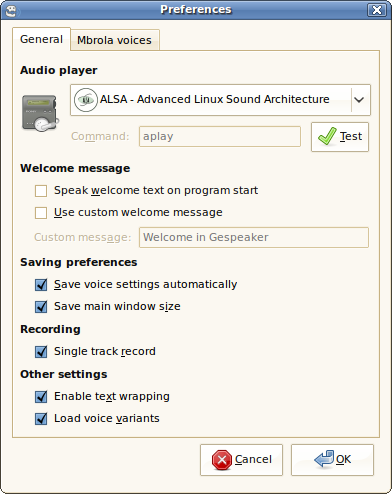 Preferences
General
Mbrola voices
Audio player
ALSA - Advanced Linux Sound Architecture
Command: aplay
Test
Welcome message
Speak welcome text on program start
Use custom welcome message
Custom message: Welcome in Gespeaker
Saving preferences
Save voice settings automatically
Save main window size
Recording
Single track record
Other settings
Enable text wrapping
Load voice variants
Cancel
OK